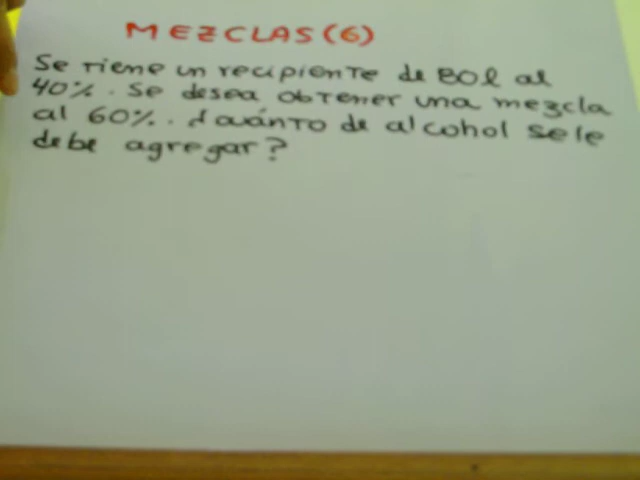 MEZCLAS (6)
Se tiene un recipiente de 80l al
40%. Se desea obtener una mezcla
al 60%. ¿Cuánto de alcohol se le
debe agregar?